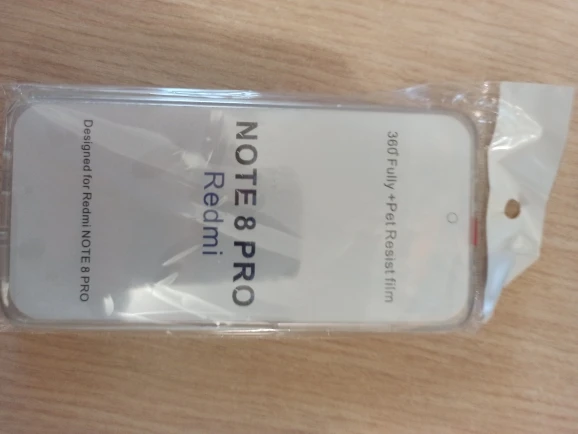 360°Fully+Pet Resist film
NOTE 8 PRO
Redmi
Designed for Redmi NOTE 8 PRO